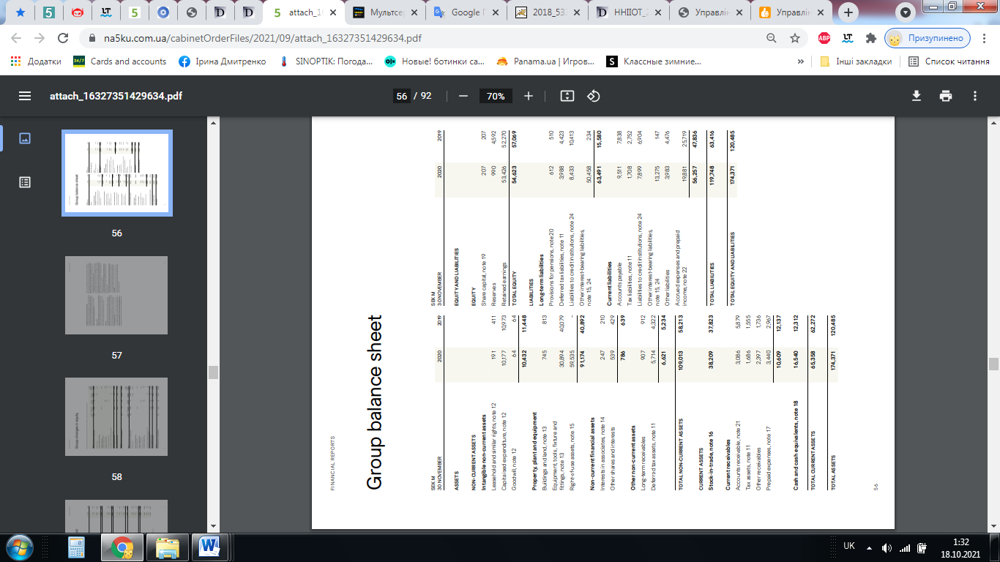 attach_16
Мультсер
Google П
2018_533
ННІІОТ_2
Управлін
Управлін
na5ku.com.ua/cabinetOrderFiles/2021/09/attach_16327351429634.pdf
Призупинено
Додатки
Cards and accounts
Ірина Дмитренко
SINOPTIK: Погода...
Новые! ботинки са...
Panama.ua | Игров...
Классные зимние...
»
Інші закладки
Список читання
attach_16327351429634.pdf
56 / 92
70%
56
57
58
FINANCIAL REPORTS
Group balance sheet
SEK M
30 NOVEMBER 2020 2019
ASSETS
NON-CURRENT ASSETS
Intangible non-current assets
Leasehold and similar rights, note 12 191 411
Capitalised expenditure, note 12 10,177 10,973
Goodwill, note 12 64 64
10,432 11,448
Property, plant and equipment
Buildings and land, note 13 745 813
Equipment, tools, fixture and
fittings, note 13 30,894 40,079
Right-of-use assets, note 15 59,535 –
91,174 40,892
Non-current financial assets
Interests in associates, note 14 247 210
Other shares and interests 539 429
786 639
Other non-current assets
Long-term receivables 907 912
Deferred tax assets, note 11 5,714 4,322
6,621 5,234
TOTAL NON-CURRENT ASSETS 109,013 58,213
CURRENT ASSETS
Stock-in-trade, note 16 38,209 37,823
Current receivables
Accounts receivable, note 21 3,086 5,879
Tax assets, note 11 1,686 1,555
Other receivables 2,397 1,736
Prepaid expenses, note 17 3,440 2,967
10,609 12,137
Cash and cash equivalents, note 18 16,540 12,312
TOTAL CURRENT ASSETS 65,358 62,272
TOTAL ASSETS 174,371 120,485
SEK M
30 NOVEMBER 2020 2019
EQUITY AND LIABILITIES
EQUITY
Share capital, note 19 207 207
Reserves 990 4,592
Retained earnings 53,426 52,270
TOTAL EQUITY 54,623 57,069
LIABILITIES
Long-term liabilities
Provisions for pensions, note 20 612 510
Deferred tax liabilities, note 11 3,988 4,423
Liabilities to credit institutions, note 24 8,433 10,413
Other interest-bearing liabilities,
note 15, 24 50,458 234
63,491 15,580
Current liabilities
Accounts payable 9,511 7,838
Tax liabilities, note 11 1,708 2,752
Liabilities to credit institutions, note 24 7,899 6,904
Other interest-bearing liabilities,
note 15, 24 13,275 147
Other liabilities 3,983 4,476
Accrued expenses and prepaid
income, note 22 19,881 25,719
56,257 47,836
TOTAL LIABILITIES 119,748 63,416
TOTAL EQUITY AND LIABILITIES 174,371 120,485
56
UK
1:32
18.10.2021